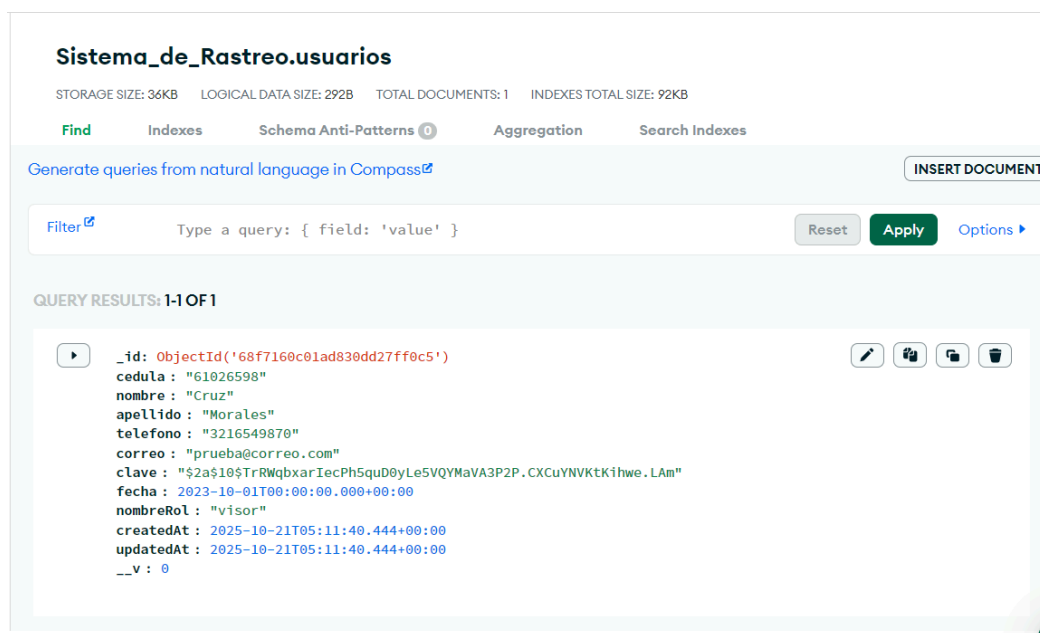 Sistema_de_Rastreo.usuarios
STORAGE SIZE: 36KB LOGICAL DATA SIZE: 292B TOTAL DOCUMENTS: 1 INDEXES TOTAL SIZE: 92KB
Find Indexes Schema Anti-Patterns 0 Aggregation Search Indexes
Generate queries from natural language in Compass
INSERT DOCUMENT
Filter Type a query: { field: 'value' } Reset Apply Options
QUERY RESULTS: 1-1 OF 1
_id: ObjectId('68f7160c01ad830dd27ff0c5')
cedula : "61026598"
nombre : "Cruz"
apellido : "Morales"
telefono : "3216549870"
correo : "prueba@correo.com"
clave : "$2a$10$TrRWqbxarIecPh5quD0yLe5VQYMaVA3P2P.CXCuYNVKtKihwe.LAm"
fecha : 2023-10-01T00:00:00.000+00:00
nombreRol : "visor"
createdAt : 2025-10-21T05:11:40.444+00:00
updatedAt : 2025-10-21T05:11:40.444+00:00
__v : 0